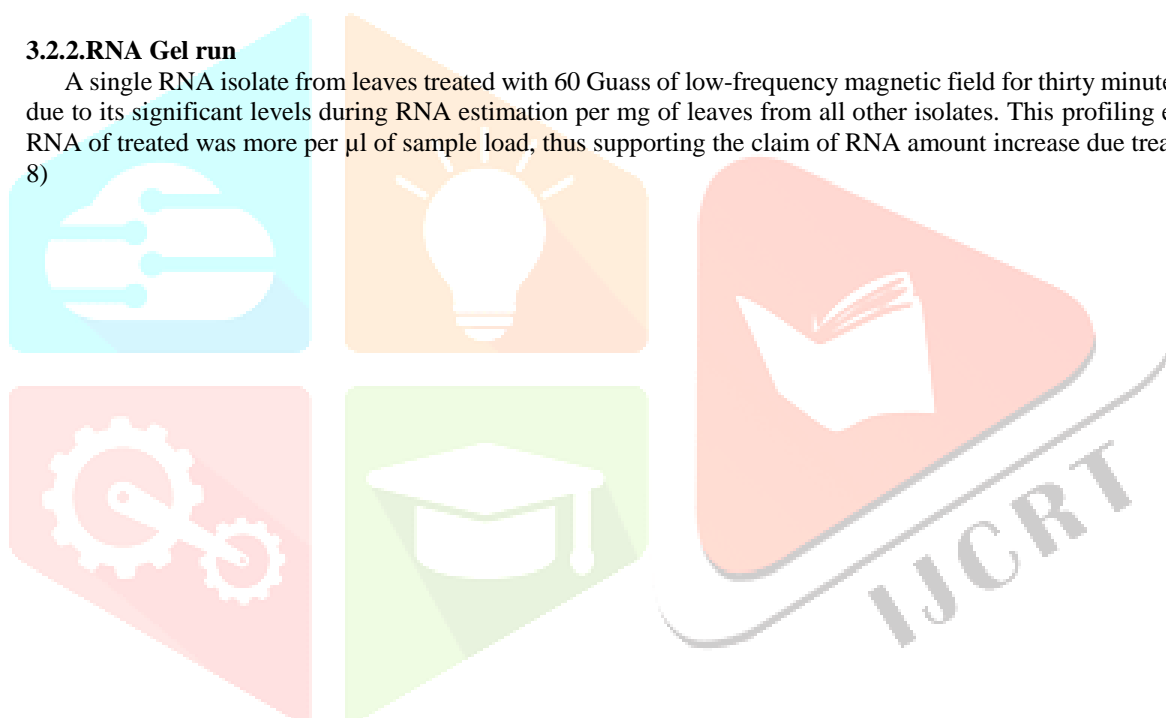 3.2.2.RNA Gel run
A single RNA isolate from leaves treated with 60 Guass of low-frequency magnetic field for thirty minute
due to its significant levels during RNA estimation per mg of leaves from all other isolates. This profiling e
RNA of treated was more per µl of sample load, thus supporting the claim of RNA amount increase due trea
8)
IJCRT